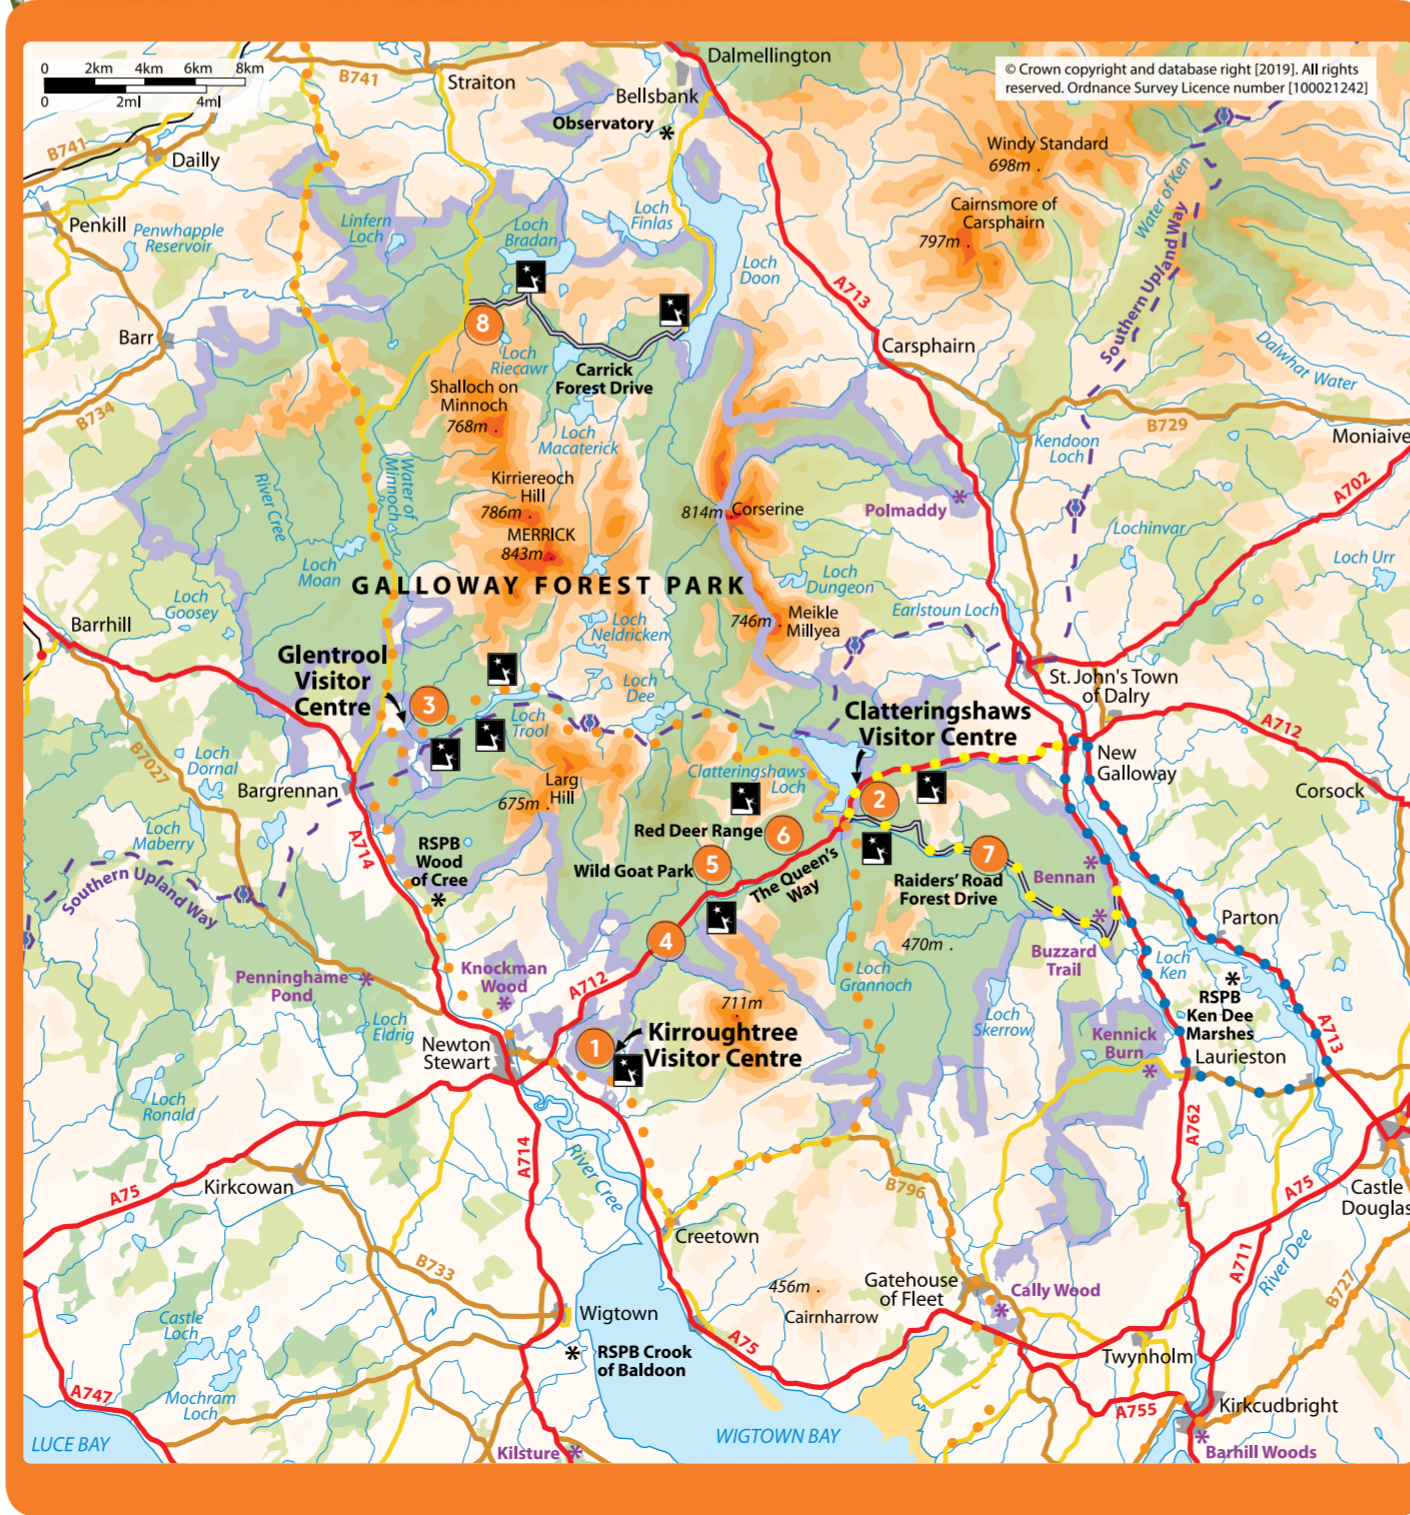 0 2km 4km 6km 8km
0 2ml 4ml
B741
Straiton
Dalmellington
Bellsbank
Observatory
© Crown copyright and database right [2019]. All rights
reserved. Ordnance Survey Licence number [100021242]
B741
Dailly
Windy Standard
698m
Water of Ken
Penkill
Penwhapple
Reservoir
Linfern
Loch
Loch
Bradan
Loch
Finlas
Loch
Doon
Cairnsmore of
Carsphairn
797m
Southern Upland Way
A713
Barr
8
Loch
Riecawr
Carrick
Forest Drive
Carsphairn
Dalwhat Water
B734
Shalloch on
Minnoch
768m
Loch
Macaterick
B729
Moniaive
Kendoon
Loch
River Cree
Water of
Minnoch
Kirriereoch
Hill
786m
MERRICK
843m
814m
Corserine
Polmaddy
A702
Lochinvar
Loch Urr
Loch
Moan
GALLOWAY FOREST PARK
Loch
Dungeon
Loch
Goosey
Earlstoun Loch
Barrhill
Loch
Neldricken
746m
Meikle
Millyea
Glentrool
Visitor
Centre
3
Loch
Dee
Loch
Trool
St. John's Town
of Dalry
Clatteringshaws
Visitor Centre
A712
B7027
Loch
Dornal
Bargrennan
New
Galloway
Clatteringshaws
Loch
Larg
Hill
675m
2
Corsock
Loch
Maberry
A714
RSPB
Wood
of Cree
Red Deer Range
6
Wild Goat Park
5
The Queen's
Way
7
Raiders' Road
Forest Drive
Bennan
Southern Upland Way
4
470m
Buzzard
Trail
Parton
Loch
Ken
Penninghame
Pond
Knockman
Wood
A712
Loch
Grannoch
RSPB
Ken Dee
Marshes
Loch
Skerrow
711m
Loch
Eldrig
Newton
Stewart
1
Kirroughtree
Visitor Centre
Kennick
Burn
Laurieston
A713
Loch
Ronald
A762
A714
River Cree
A75
Kirkcowan
B796
A75
Castle
Douglas
Creetown
B733
A711
River Dee
B727
456m
Cairnharrow
Gatehouse
of Fleet
Cally Wood
Wigtown
Castle
Loch
RSPB Crook
of Baldoon
A75
Twynholm
A747
Mochram
Loch
A755
Kirkcudbright
LUCE BAY
WIGTOWN BAY
Kilsture
Barhill Woods